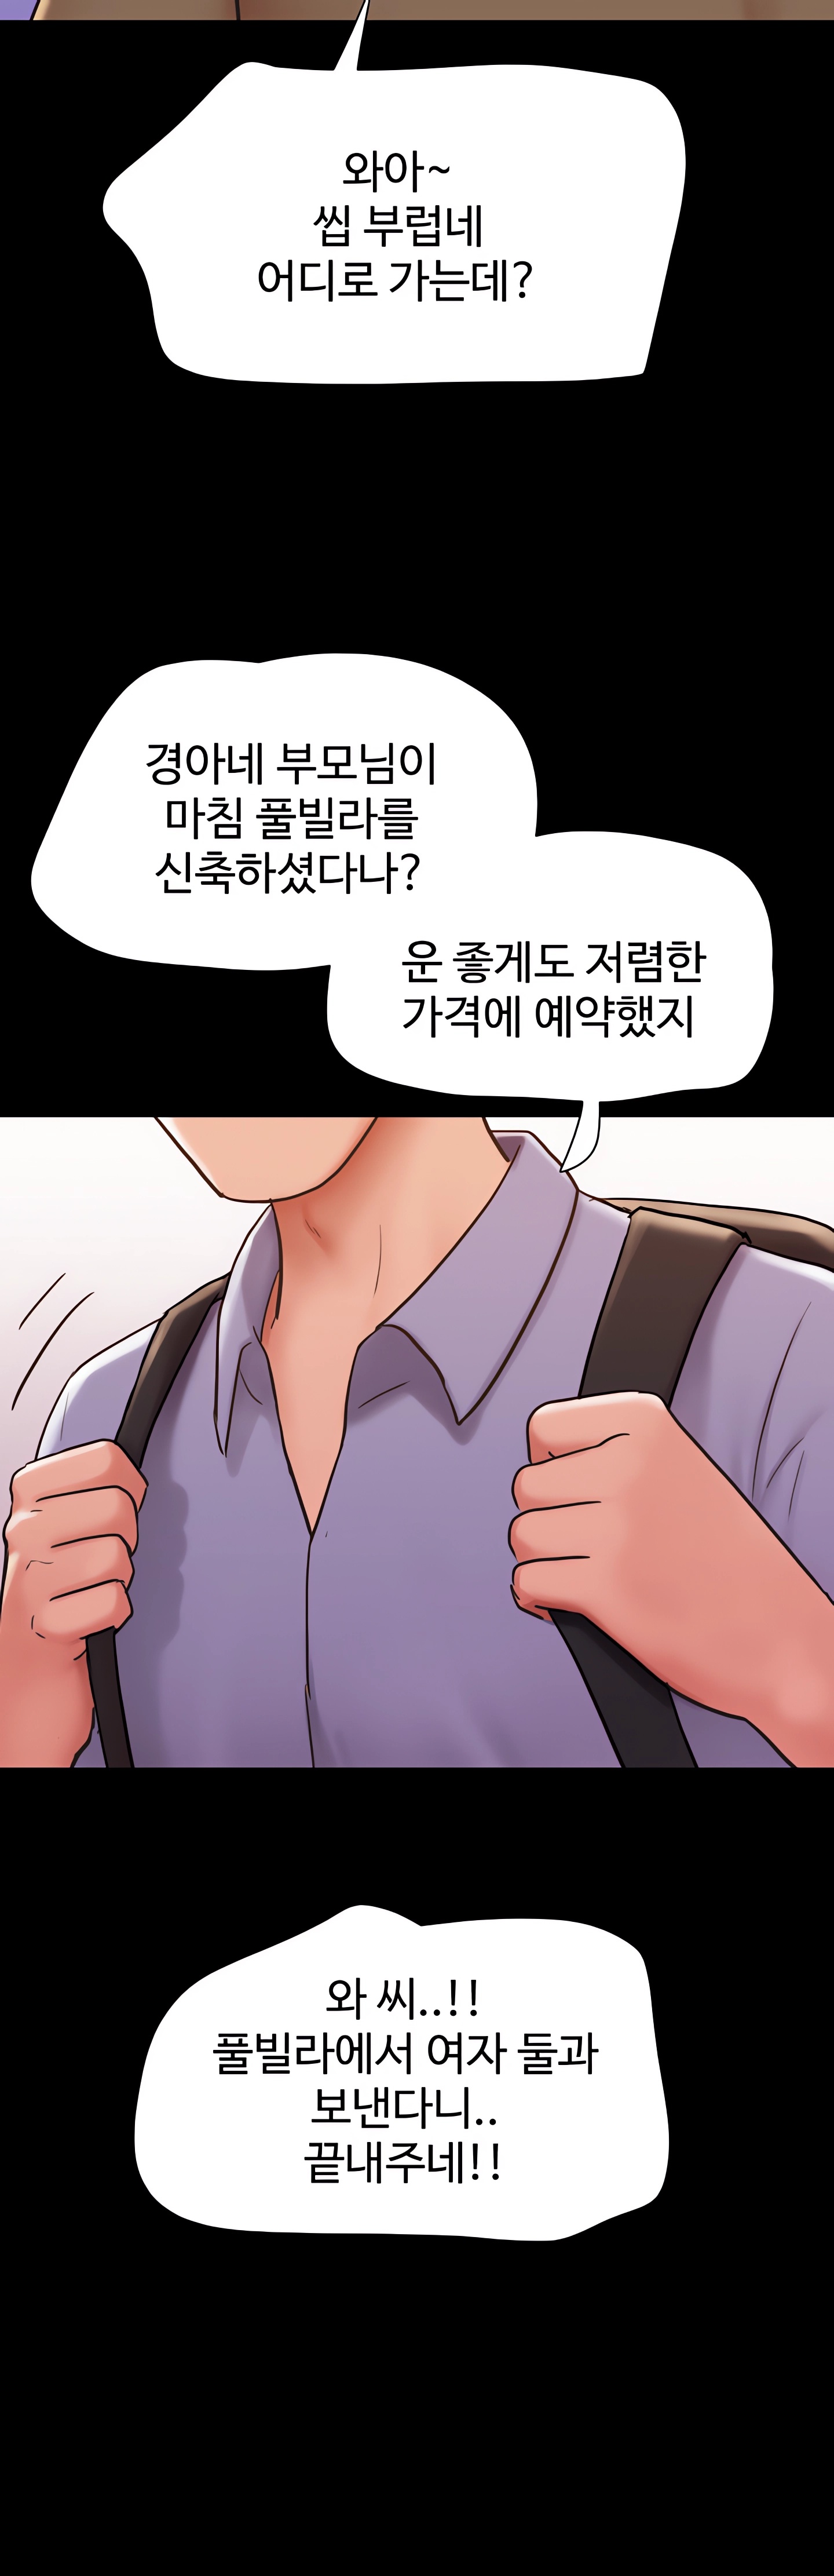 와아~
씹 부럽네
어디로 가는데?
경아네 부모님이
마침 풀빌라를
신축하셨다나?
운 좋게도 저렴한
가격에 예약했지
와 씨..!!
풀빌라에서 여자 둘과
보낸다니..
끝내주네!!